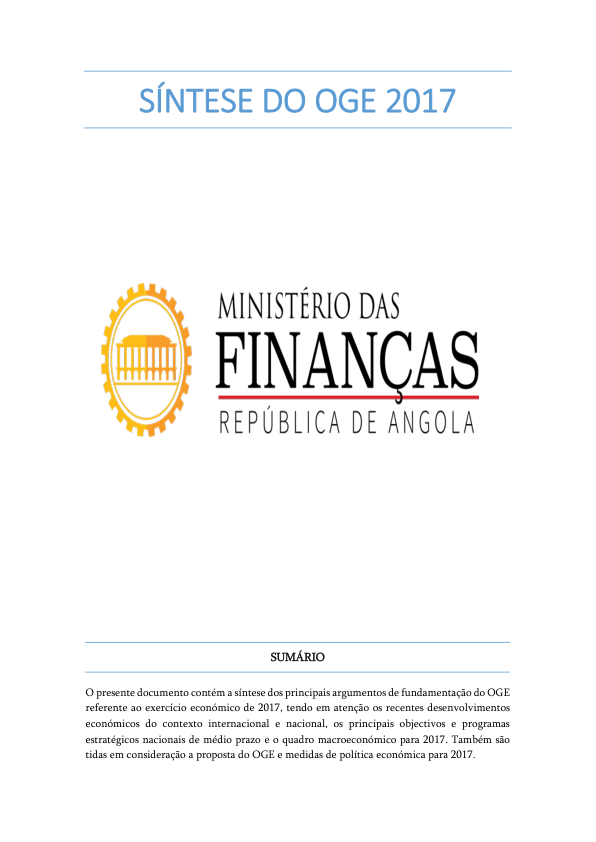 SÍNTESE DO OGE 2017
MINISTÉRIO DAS
FINANÇAS
REPÚBLICA DE ANGOLA
SUMÁRIO
O presente documento contém a síntese dos principais argumentos de fundamentação do OGE
referente ao exercício económico de 2017, tendo em atenção os recentes desenvolvimentos
económicos do contexto internacional e nacional, os principais objectivos e programas
estratégicos nacionais de médio prazo e o quadro macroeconómico para 2017. Também são
tidas em consideração a proposta do OGE e medidas de política económica para 2017.